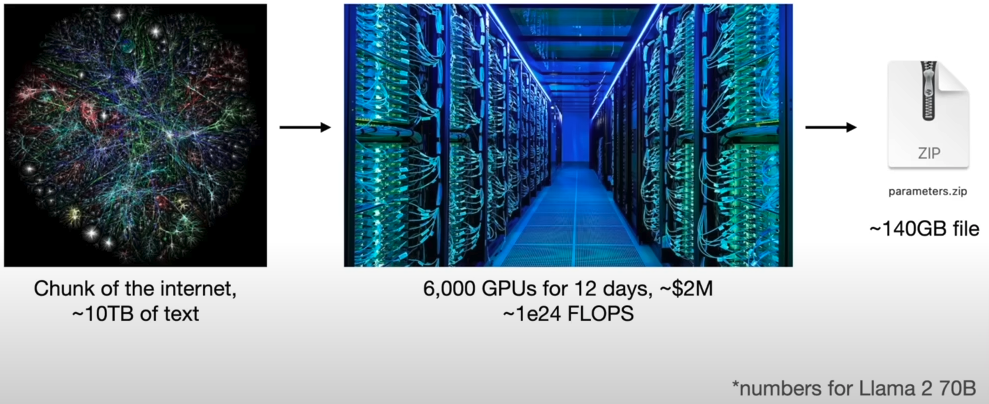 Chunk of the internet,
~10TB of text
6,000 GPUs for 12 days, ~$2M
~1e24 FLOPS
ZIP
parameters.zip
~140GB file
*numbers for Llama 2 70B